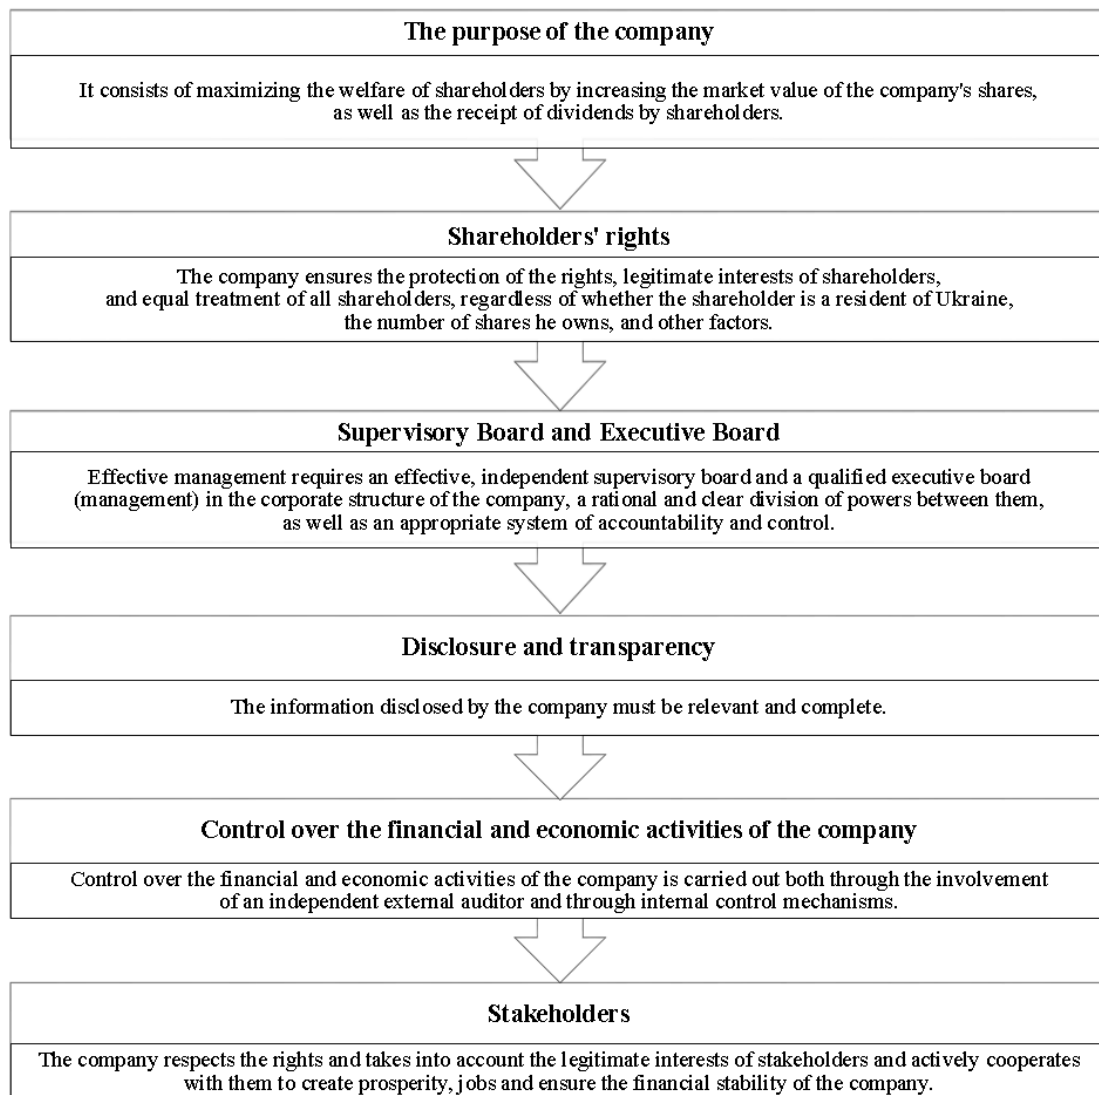 The purpose of the company
It consists of maximizing the welfare of shareholders by increasing the market value of the company's shares,
as well as the receipt of dividends by shareholders.
Shareholders' rights
The company ensures the protection of the rights, legitimate interests of shareholders,
and equal treatment of all shareholders, regardless of whether the shareholder is a resident of Ukraine,
the number of shares he owns, and other factors.
Supervisory Board and Executive Board
Effective management requires an effective, independent supervisory board and a qualified executive board
(management) in the corporate structure of the company, a rational and clear division of powers between them,
as well as an appropriate system of accountability and control.
Disclosure and transparency
The information disclosed by the company must be relevant and complete.
Control over the financial and economic activities of the company
Control over the financial and economic activities of the company is carried out both through the involvement
of an independent external auditor and through internal control mechanisms.
Stakeholders
The company respects the rights and takes into account the legitimate interests of stakeholders and actively cooperates
with them to create prosperity, jobs and ensure the financial stability of the company.